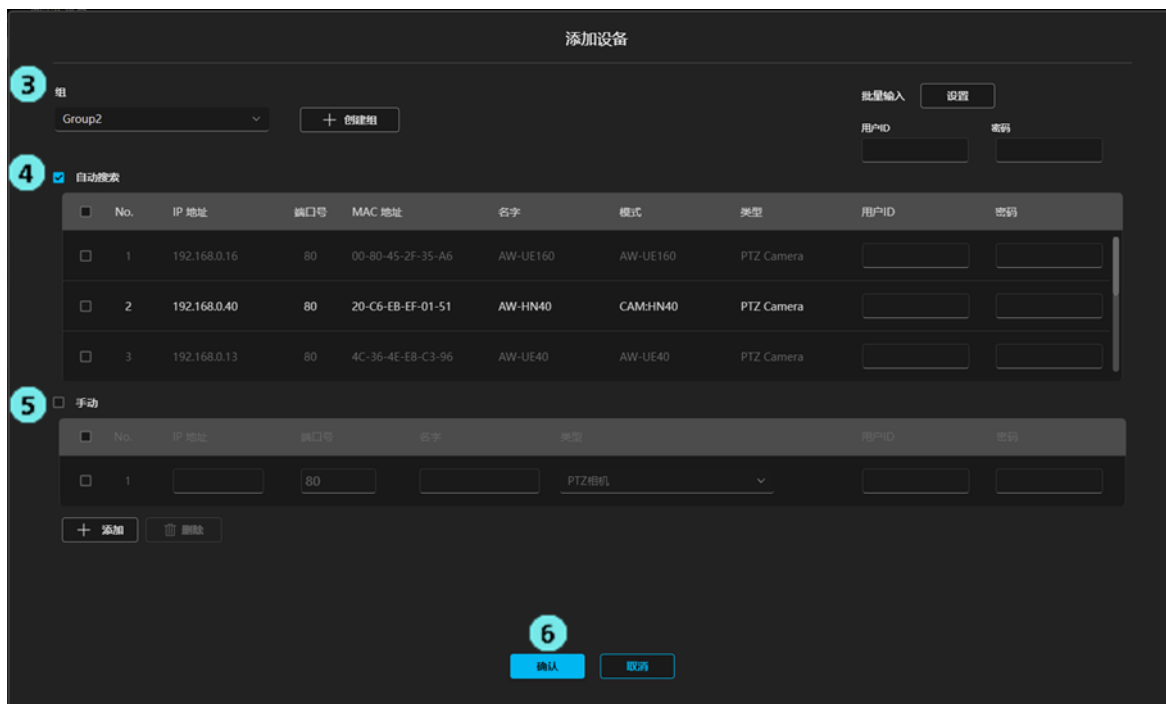 添加设备
3
组
批量输入 设置
Group2 创建组
用户ID 密码
4 自动搜索
No. IP 地址 端口号 MAC 地址 名字 模式 类型 用户ID 密码
1 192.168.0.16 80 00-80-45-2F-35-A6 AW-UE160 AW-UE160 PTZ Camera
2 192.168.0.40 80 20-C6-EB-EF-01-51 AW-HN40 CAM:HN40 PTZ Camera
3 192.168.0.13 80 4C-36-4E-E8-C3-96 AW-UE40 AW-UE40 PTZ Camera
5 手动
No. IP 地址 端口号 名字 类型 用户ID 密码
1 80 PTZ相机
添加 删除
6
确认 取消